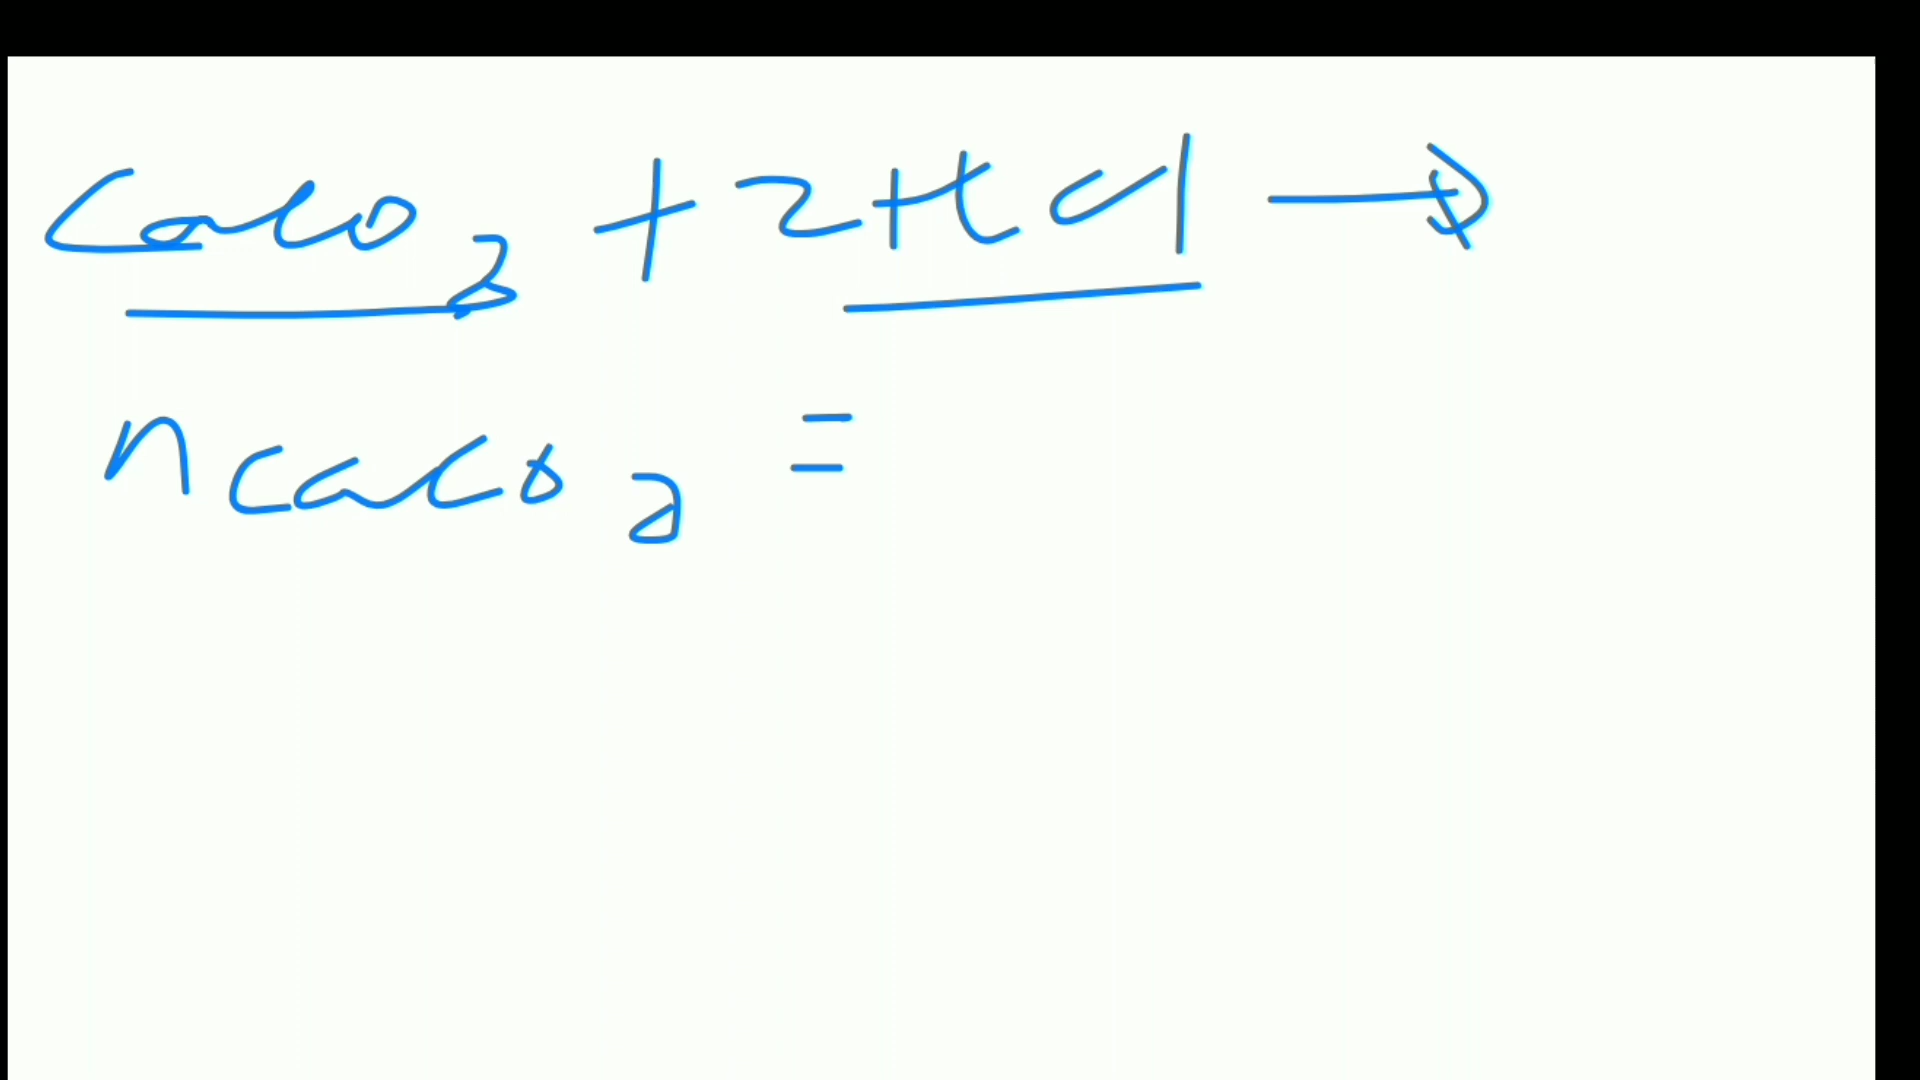 CaCO3 + 2HCl →
nCaCO3 =